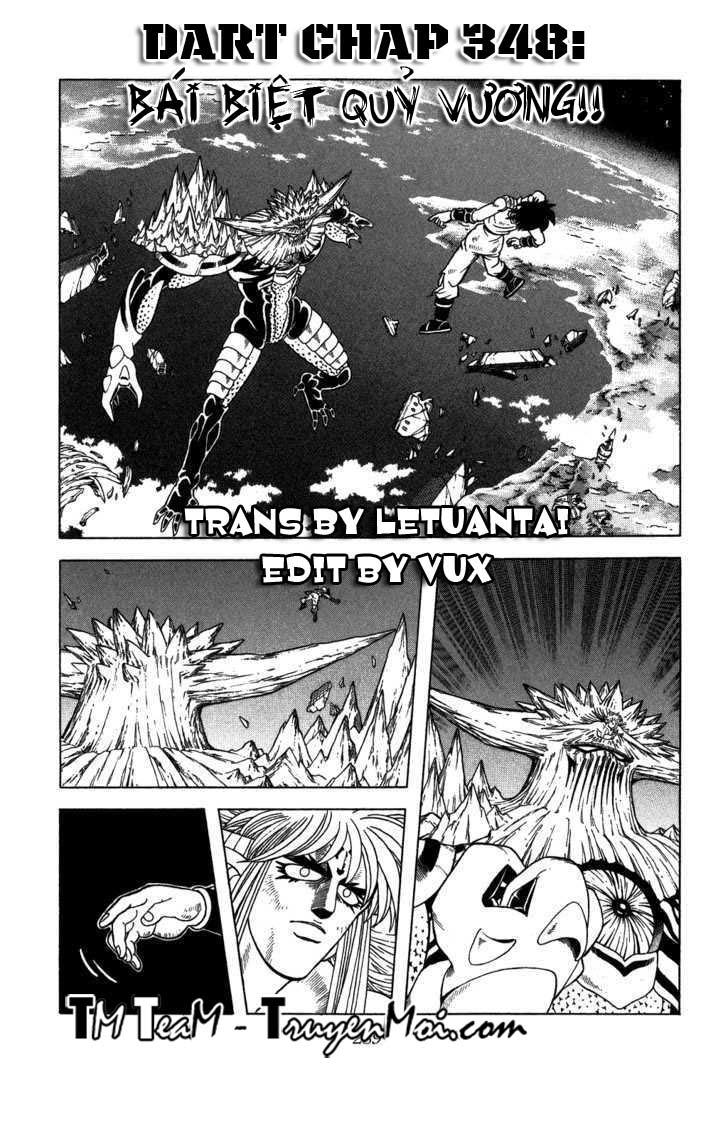 DART CHAP 348:
BÁI BIỆT QUỶ VƯƠNG!!
TRANS BY LETUANTAI
EDIT BY VUX
TM TEAM - TRUYENMOI.COM